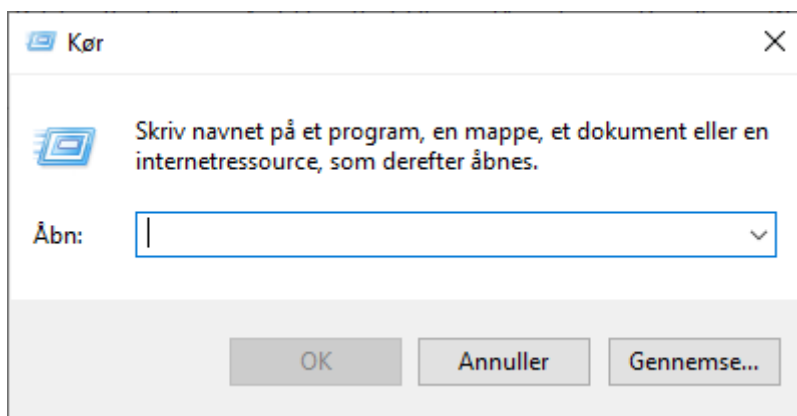 Kør
Skriv navnet på et program, en mappe, et dokument eller en
internetressource, som derefter åbnes.
Åbn:
OK
Annuller
Gennemse...